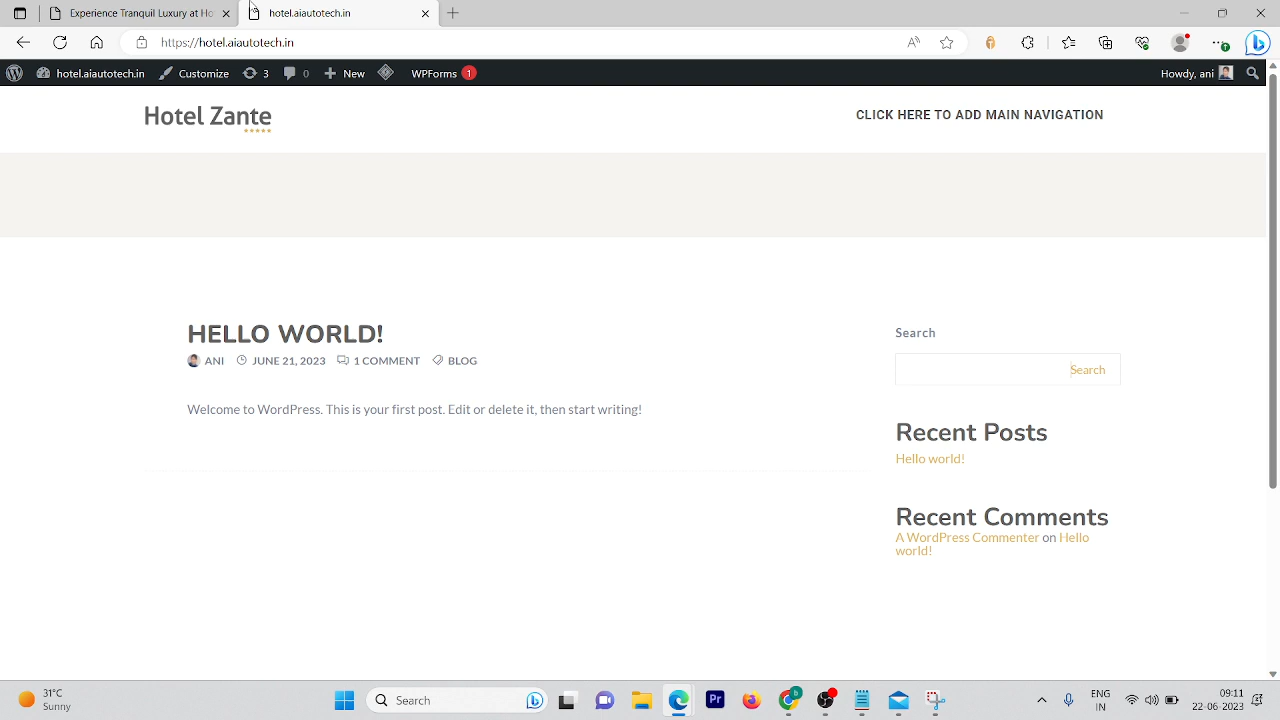 Experience Tranquil Luxury at Ho
hotel.aiautotech.in
https://hotel.aiautotech.in
hotel.aiautotech.in
Customize
3
0
New
WPForms
1
Howdy, ani
Hotel Zante
CLICK HERE TO ADD MAIN NAVIGATION
HELLO WORLD!
ANI
JUNE 21, 2023
1 COMMENT
BLOG
Welcome to WordPress. This is your first post. Edit or delete it, then start writing!
Search
Search
Recent Posts
Hello world!
Recent Comments
A WordPress Commenter on Hello
world!
31°C
Sunny
Search
Pr
b
ENG
IN
09:11
22-06-2023